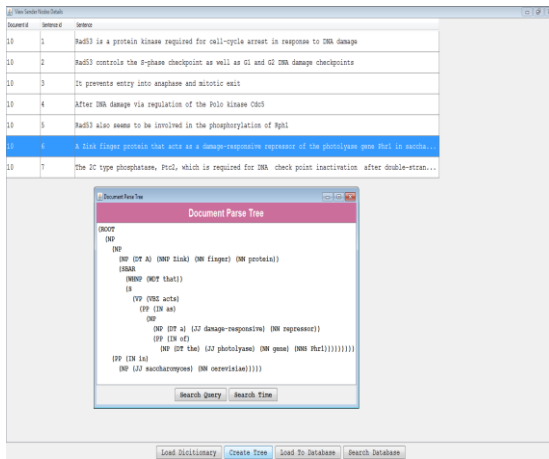 View Sender Nodes Details
Document id Sentence id Sentence
10 1 Rad53 is a protein kinase required for cell-cycle arrest in response to DNA damage
10 2 Rad53 controls the S-phase checkpoint as well as G1 and G2 DNA damage checkpoints
10 3 It prevents entry into anaphase and mitotic exit
10 4 After DNA damage via regulation of the Polo kinase Cdc5
10 5 Rad53 also seems to be involved in the phosphorylation of Rph1
10 6 A Zink finger protein that acts as a damage-responsive repressor of the photolyase gene Phr1 in saccha...
10 7 The 2C type phosphatase, Ptc2, which is required for DNA check point inactivation after double-stran...
Document Parse Tree
Document Parse Tree
(ROOT
(NP
(NP
(NP (DT A) (NNP Zink) (NN finger) (NN protein))
(SBAR
(WHNP (WDT that))
(S
(VP (VBZ acts)
(PP (IN as)
(NP
(NP (DT a) (JJ damage-responsive) (NN repressor))
(PP (IN of)
(NP (DT the) (JJ photolyase) (NN gene) (NNS Phr1)))))))))
(PP (IN in)
(NP (JJ saccharomyces) (NN cerevisiae)))))
Search Query Search Time
Load Dicitionary Create Tree Load To Database Search Database